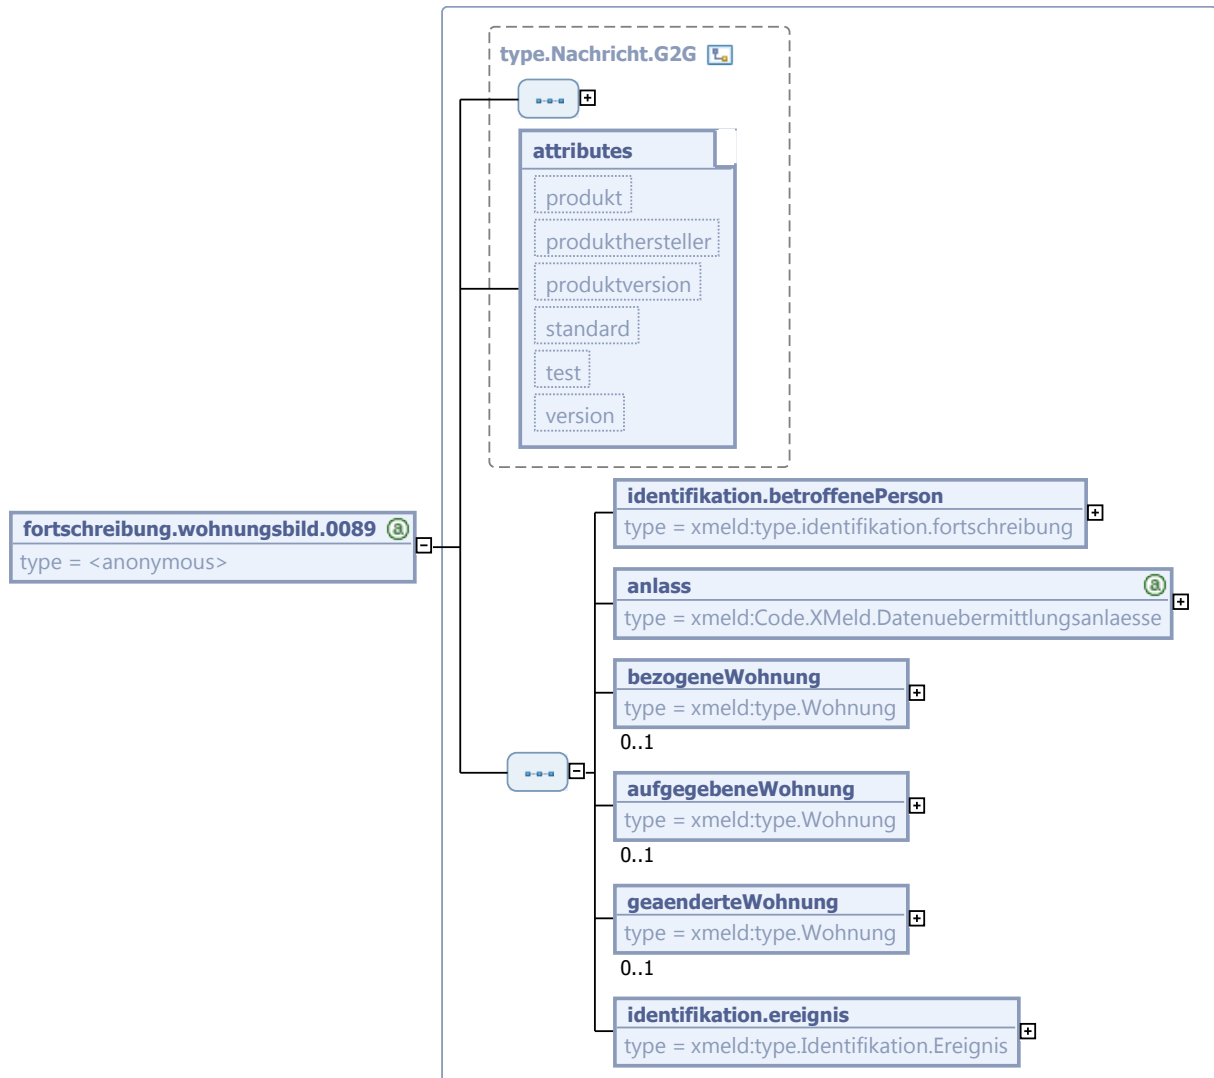 type.Nachricht.G2G
attributes
produkt
produkthersteller
produktversion
standard
test
version
fortschreibung.wohnungsbild.0089 a
type = <anonymous>
identifikation.betroffenePerson
type = xmeld:type.identifikation.fortschreibung
anlass a
type = xmeld:Code.XMeld.Datenuebermittlungsanlaesse
bezogeneWohnung
type = xmeld:type.Wohnung
0..1
aufgegebeneWohnung
type = xmeld:type.Wohnung
0..1
geaenderteWohnung
type = xmeld:type.Wohnung
0..1
identifikation.ereignis
type = xmeld:type.Identifikation.Ereignis